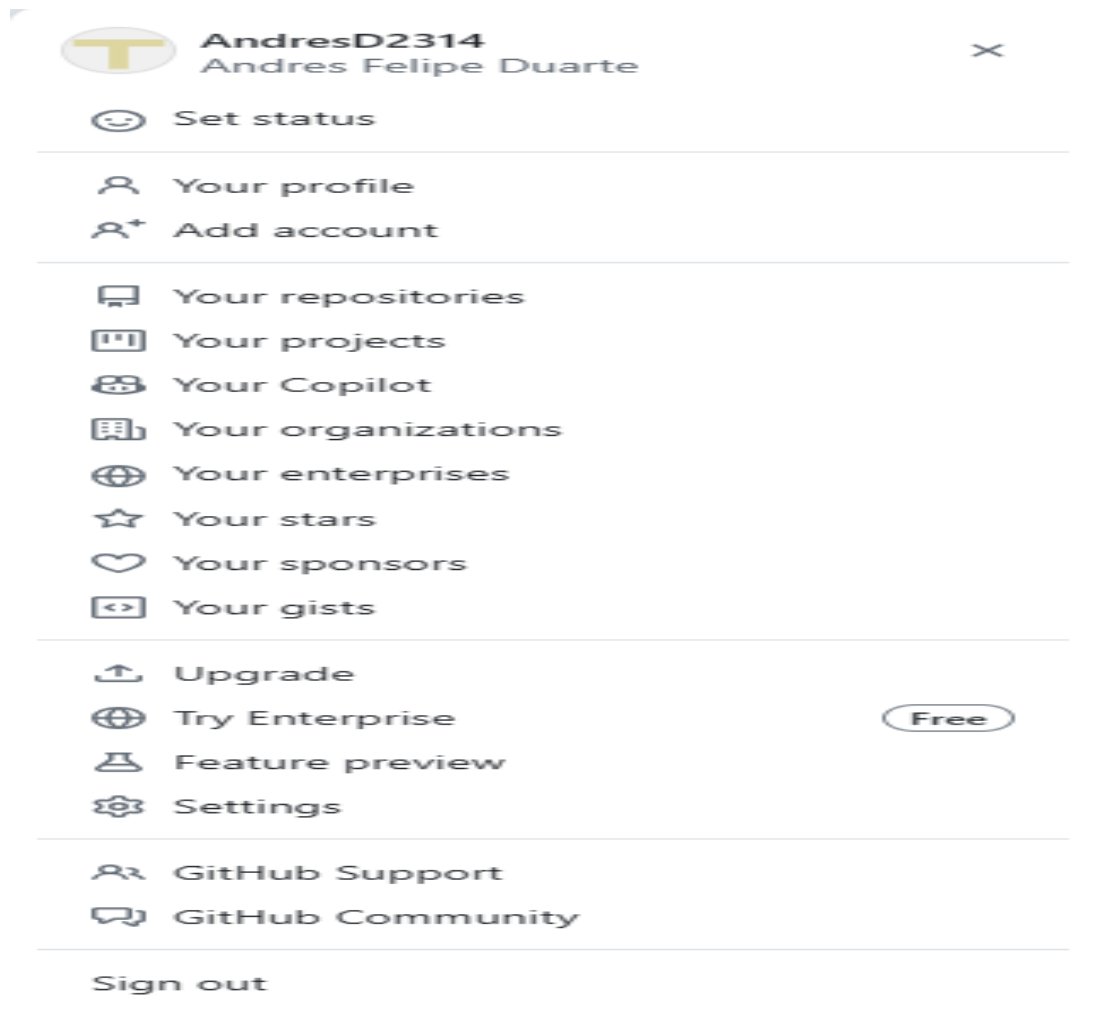 AndresD2314
Andres Felipe Duarte
Set status
Your profile
Add account
Your repositories
Your projects
Your Copilot
Your organizations
Your enterprises
Your stars
Your sponsors
Your gists
Upgrade
Try Enterprise Free
Feature preview
Settings
GitHub Support
GitHub Community
Sign out